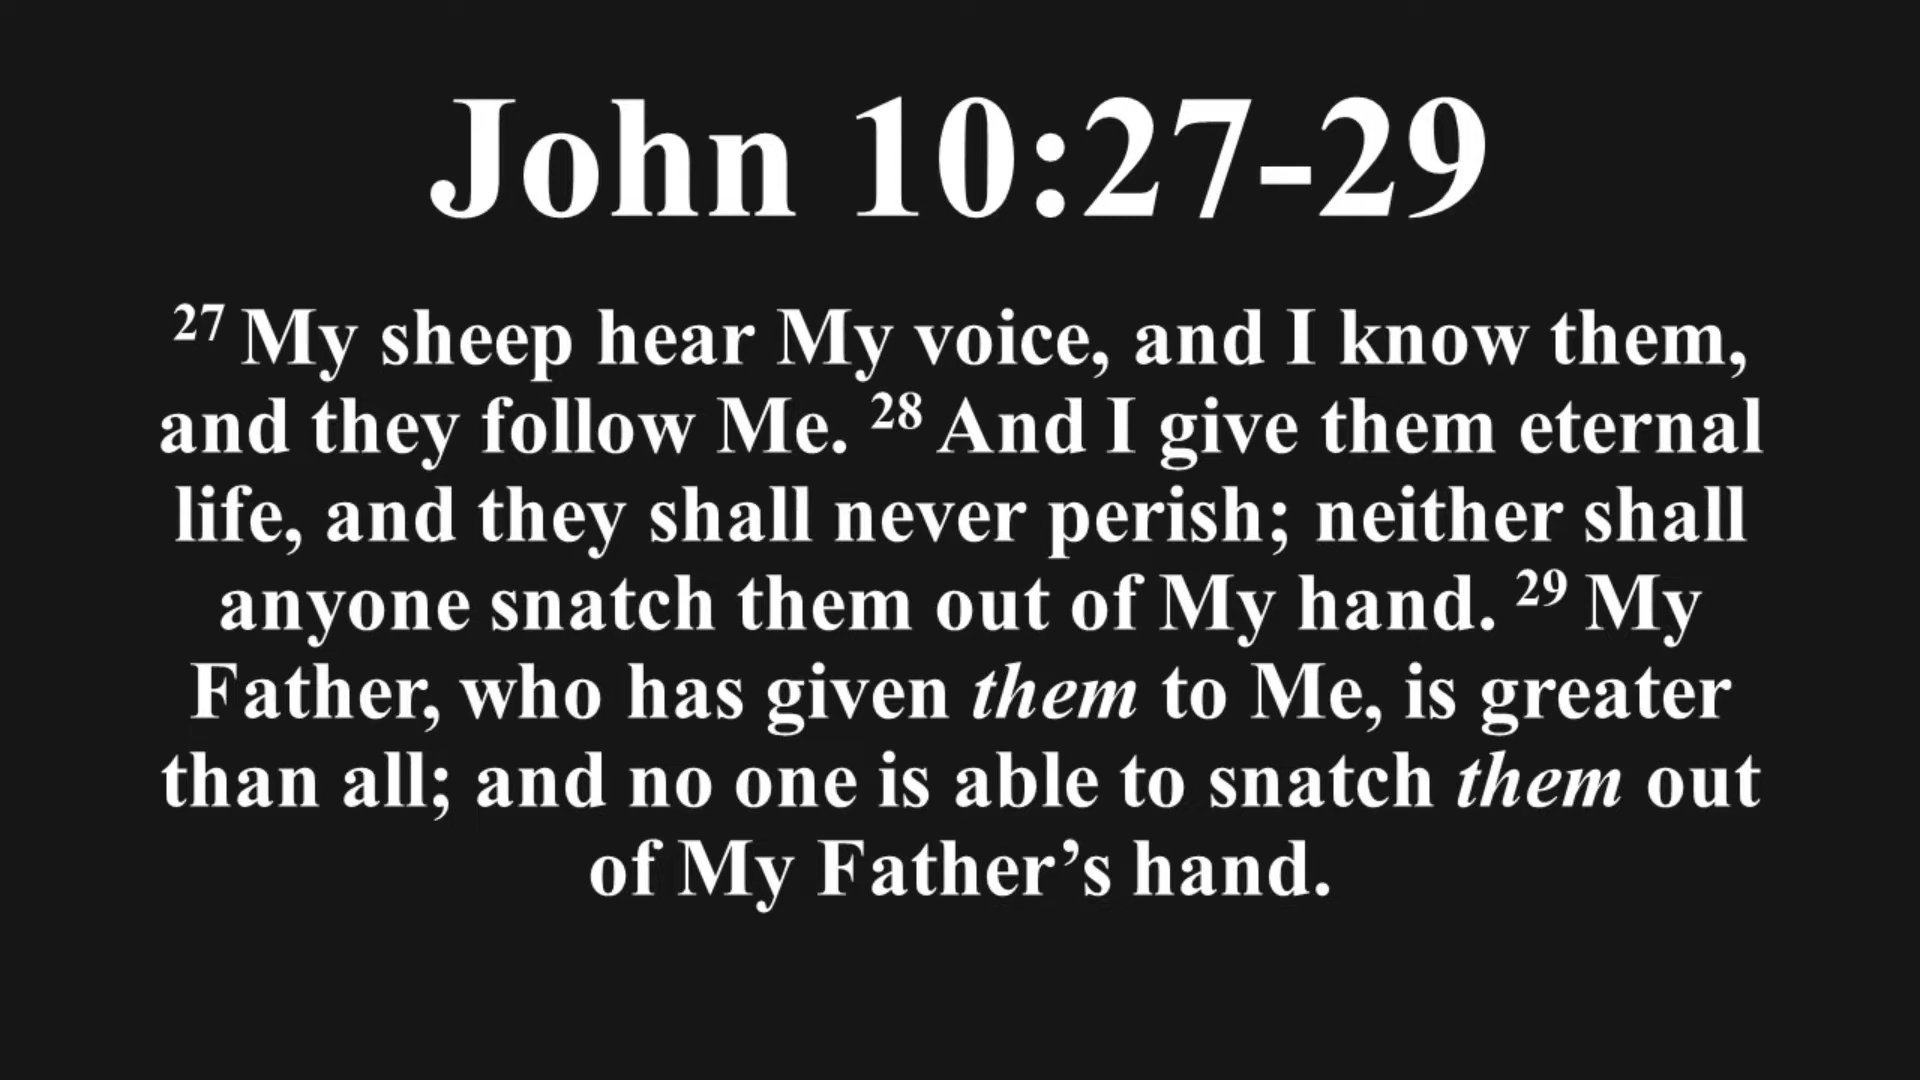 John 10:27-29
27 My sheep hear My voice, and I know them,
and they follow Me. 28 And I give them eternal
life, and they shall never perish; neither shall
anyone snatch them out of My hand. 29 My
Father, who has given them to Me, is greater
than all; and no one is able to snatch them out
of My Father’s hand.